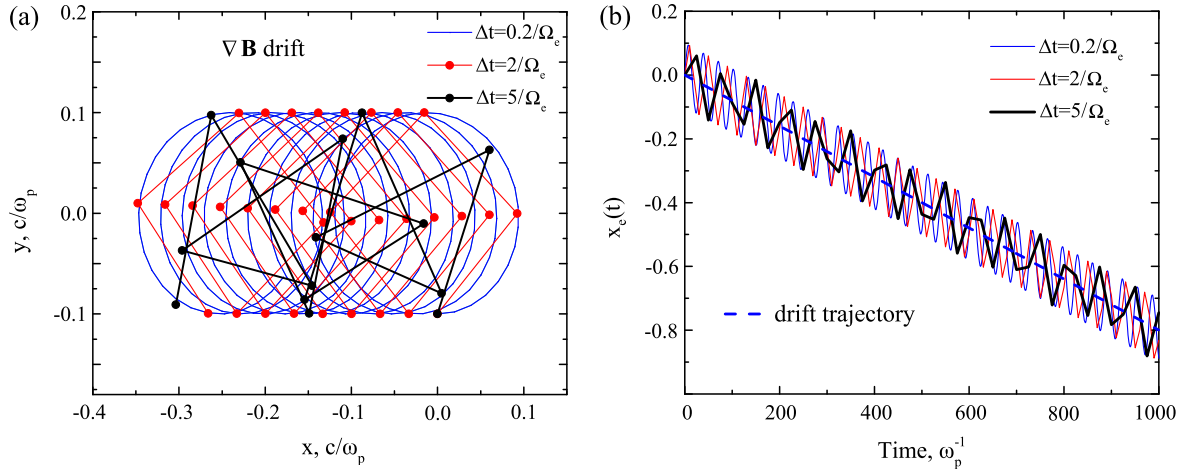 (a)
∇ B drift
Δt=0.2/Ωe
Δt=2/Ωe
Δt=5/Ωe
y, c/ωp
0.2
0.1
0.0
-0.1
-0.4
-0.3
-0.2
-0.1
0.0
0.1
x, c/ωp
(b)
Δt=0.2/Ωe
Δt=2/Ωe
Δt=5/Ωe
xe(t)
0.2
0.0
-0.2
-0.4
-0.6
-0.8
drift trajectory
0
200
400
600
800
1000
Time, ωp-1